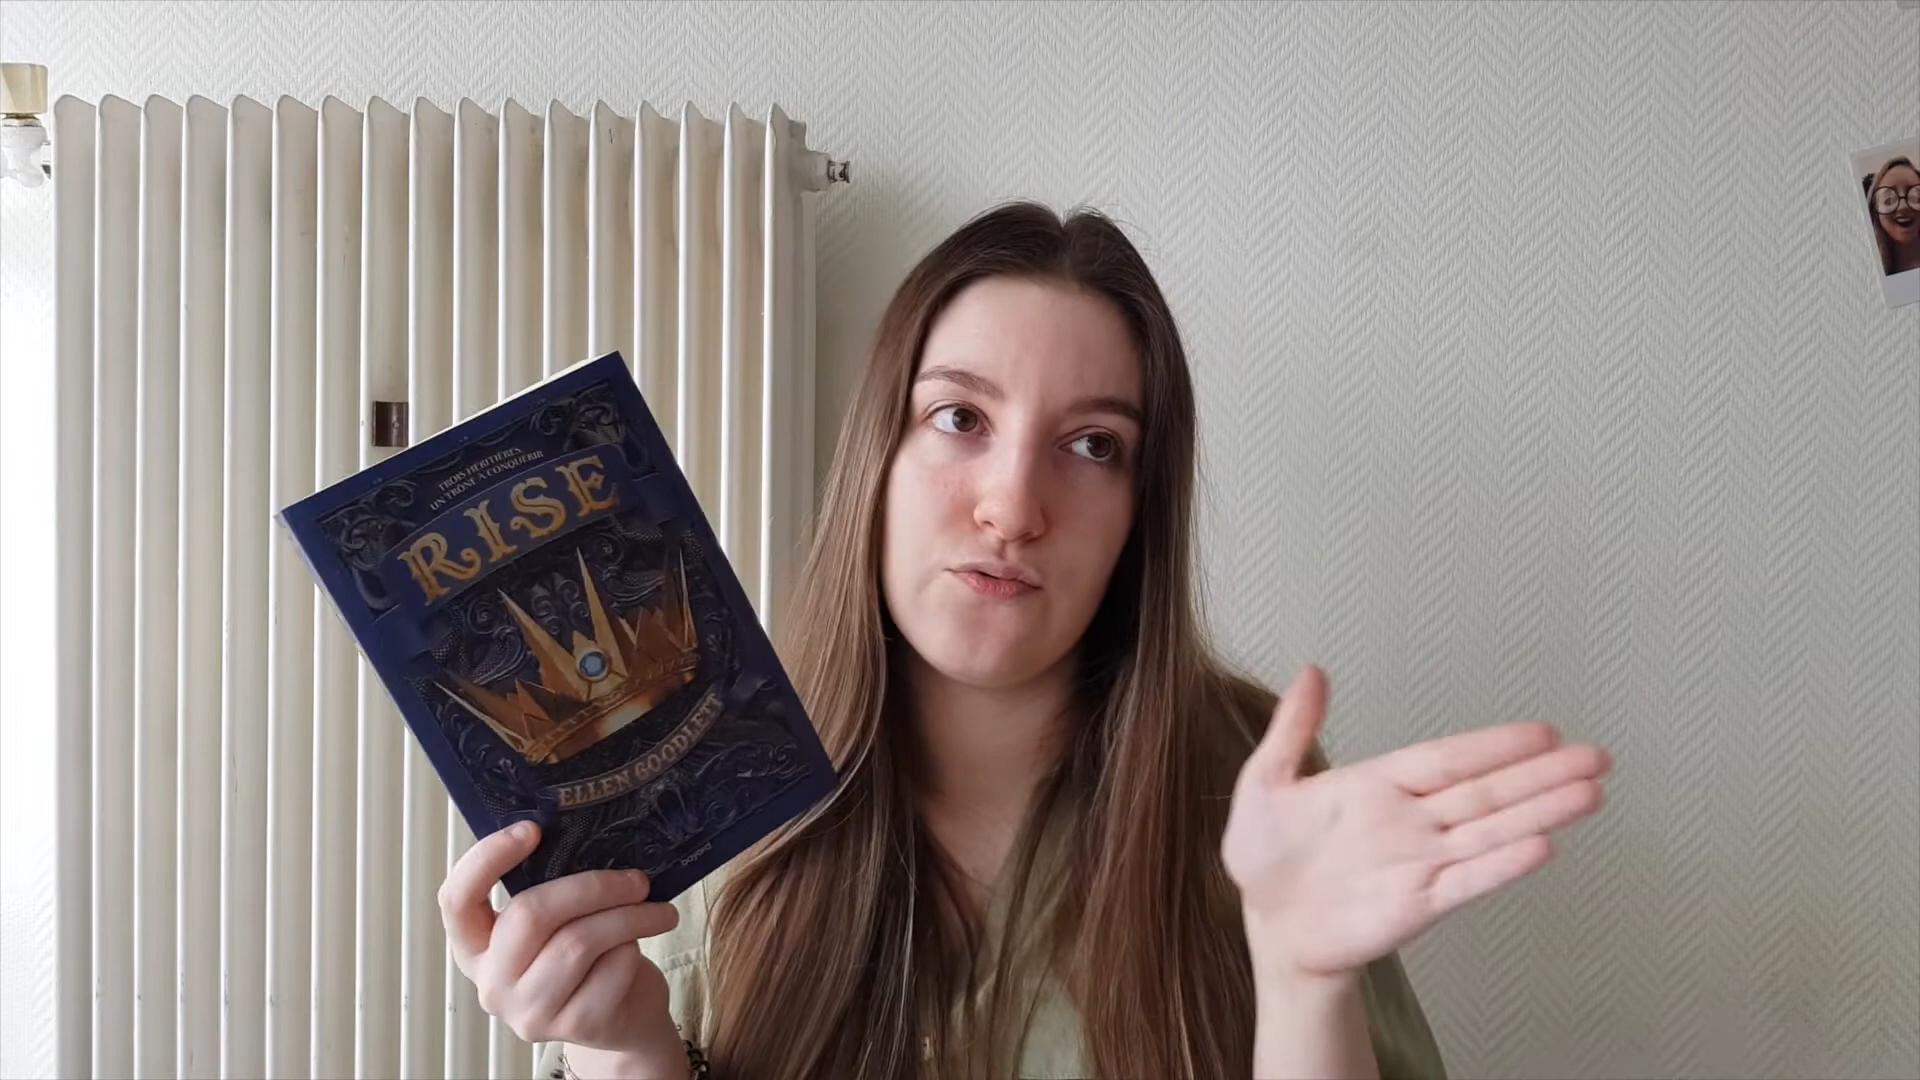 TROIS HÉRITIÈRES,
UN TRÔNE À CONQUÉRIR
RISE
ELLEN GOODLETT
bayard